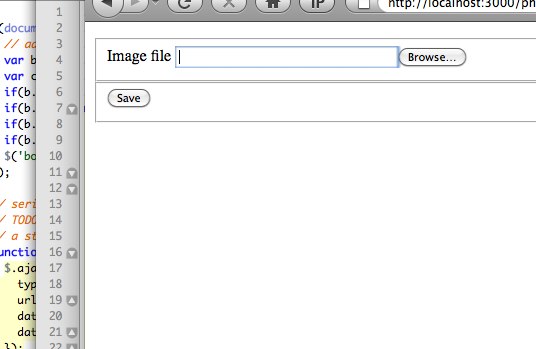 http://localhost:3000/ph
Image file
Browse...
Save
1
(docum 2
// ad 3
var b 4
var c 5
if(b. 6
if(b. 7
if(b. 8
if(b. 9
$('bo 10
); 11
12
/ seri 13
/ TODO 14
/ a st 15
unctio 16
$.aja 17
typ 18
url 19
dat 20
dat 21
}); 22